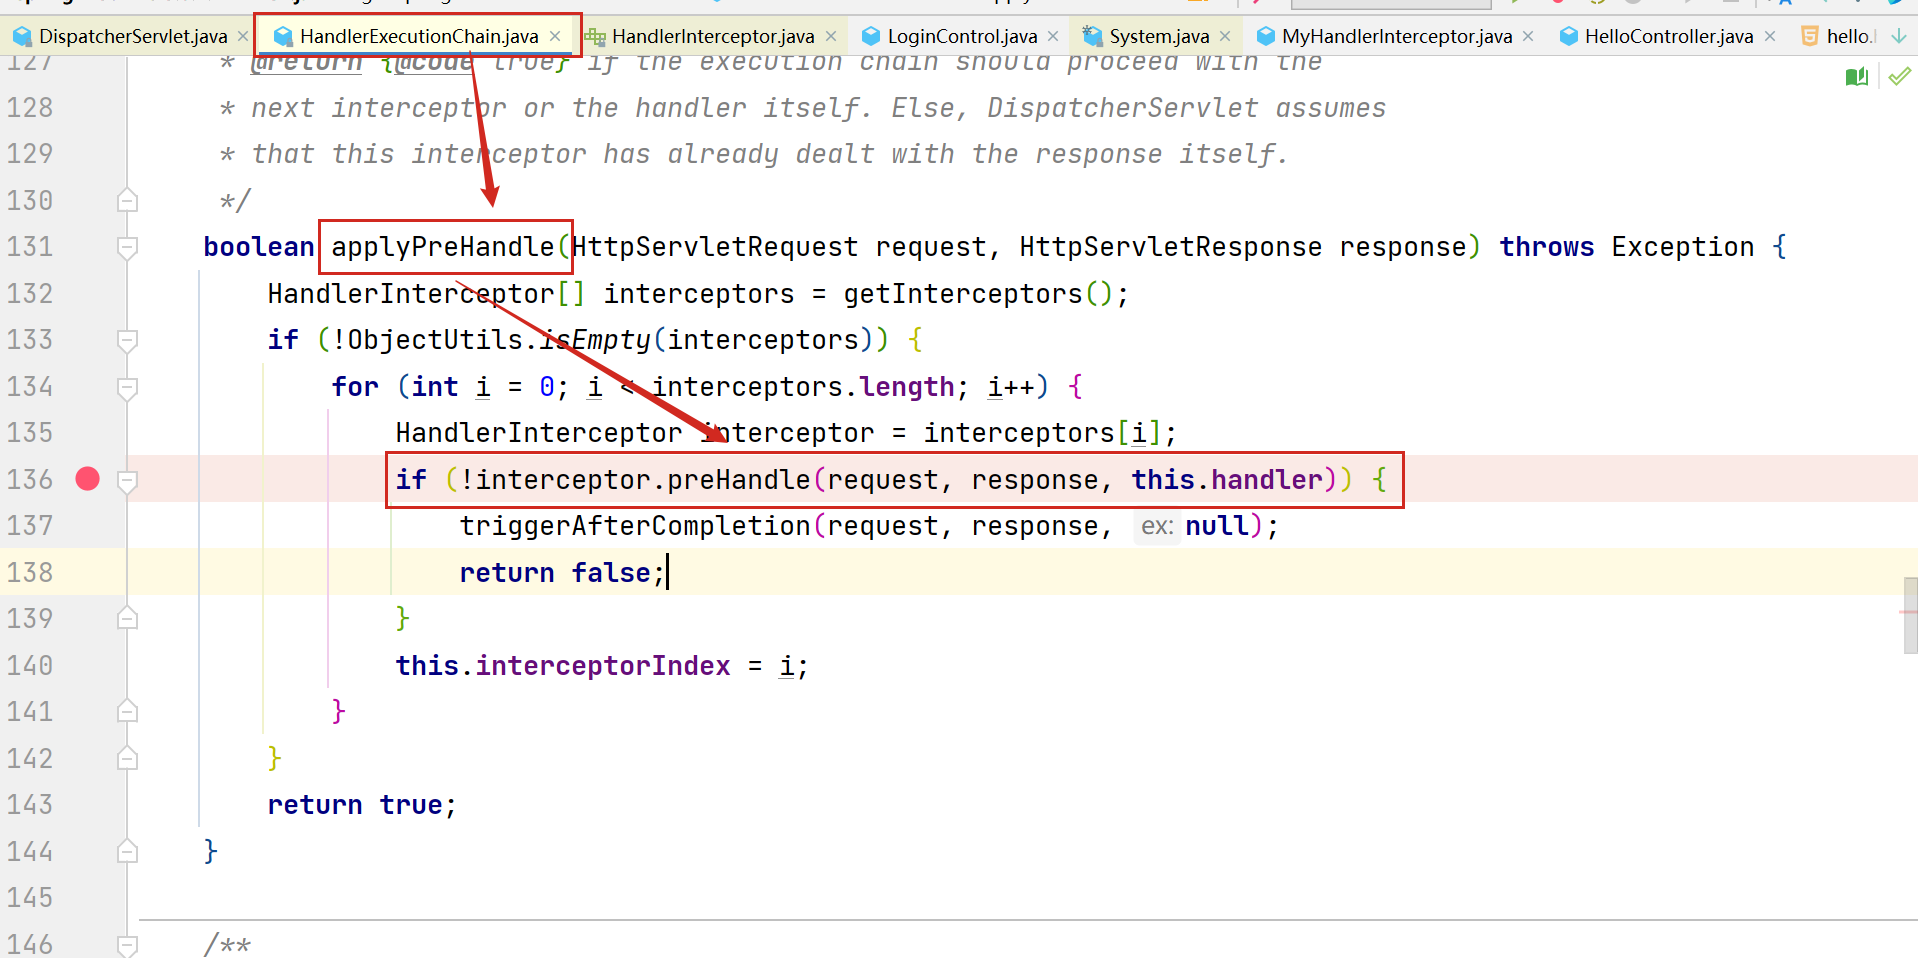 DispatcherServlet.java × HandlerExecutionChain.java × HandlerInterceptor.java × LoginControl.java × System.java × MyHandlerInterceptor.java × HelloController.java × hello.
127 * @return {@code true} if the execution chain should proceed with the
128 * next interceptor or the handler itself. Else, DispatcherServlet assumes
129 * that this interceptor has already dealt with the response itself.
130 */
131 boolean applyPreHandle(HttpServletRequest request, HttpServletResponse response) throws Exception {
132 HandlerInterceptor[] interceptors = getInterceptors();
133 if (!ObjectUtils.isEmpty(interceptors)) {
134 for (int i = 0; i < interceptors.length; i++) {
135 HandlerInterceptor interceptor = interceptors[i];
136 if (!interceptor.preHandle(request, response, this.handler)) {
137 triggerAfterCompletion(request, response, ex: null);
138 return false;
139 }
140 this.interceptorIndex = i;
141 }
142 }
143 return true;
144 }
145
146 /**